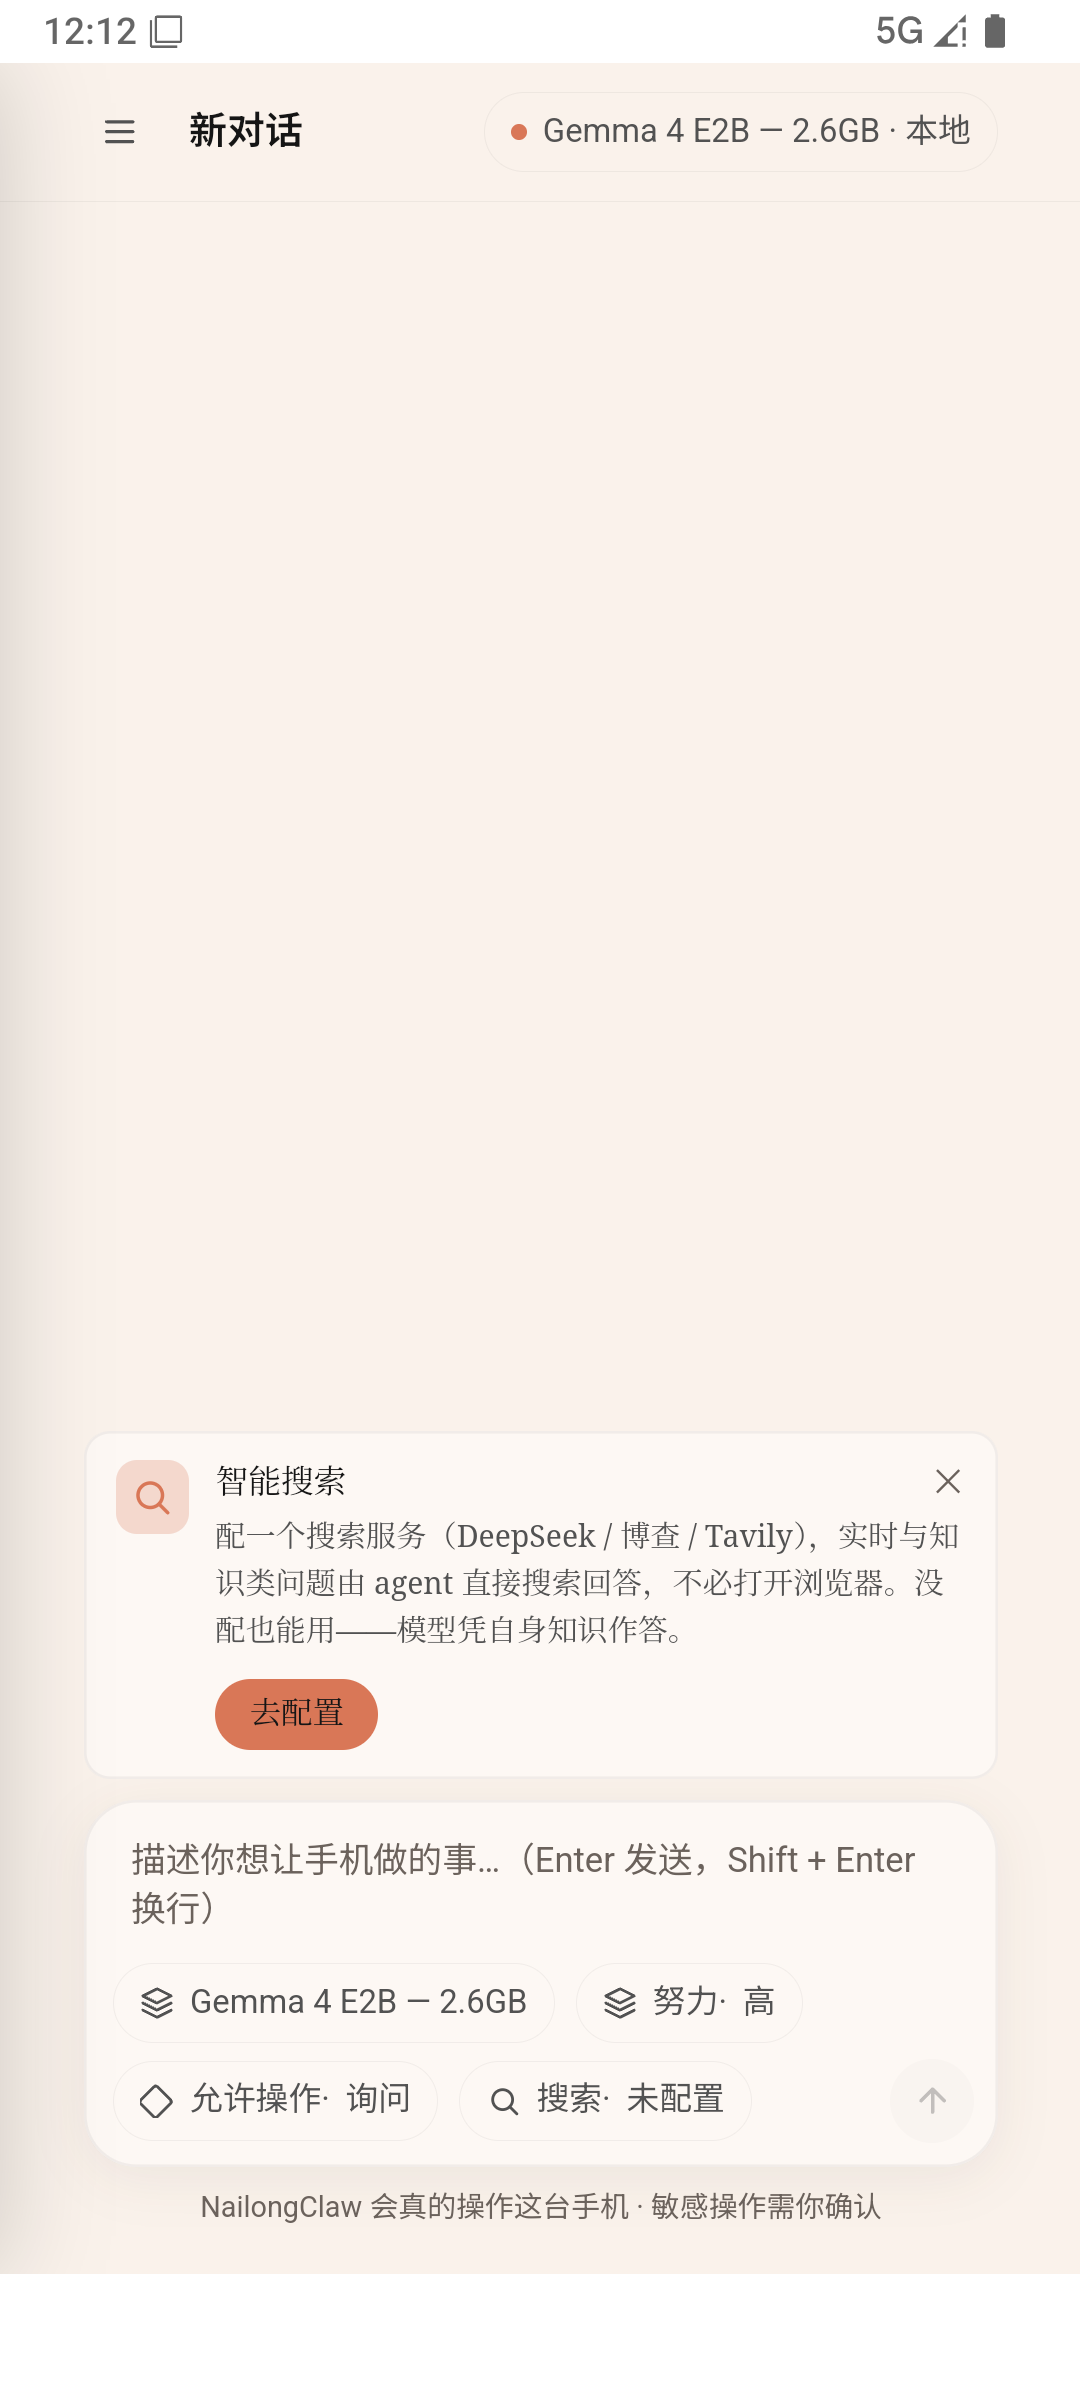 12:12
5G
新对话
Gemma 4 E2B — 2.6GB · 本地
智能搜索
配一个搜索服务（DeepSeek / 博查 / Tavily），实时与知
识类问题由 agent 直接搜索回答，不必打开浏览器。没
配也能用——模型凭自身知识作答。
去配置
描述你想让手机做的事…（Enter 发送，Shift + Enter
换行）
Gemma 4 E2B — 2.6GB
努力· 高
允许操作· 询问
搜索· 未配置
NailongClaw 会真的操作这台手机 · 敏感操作需你确认